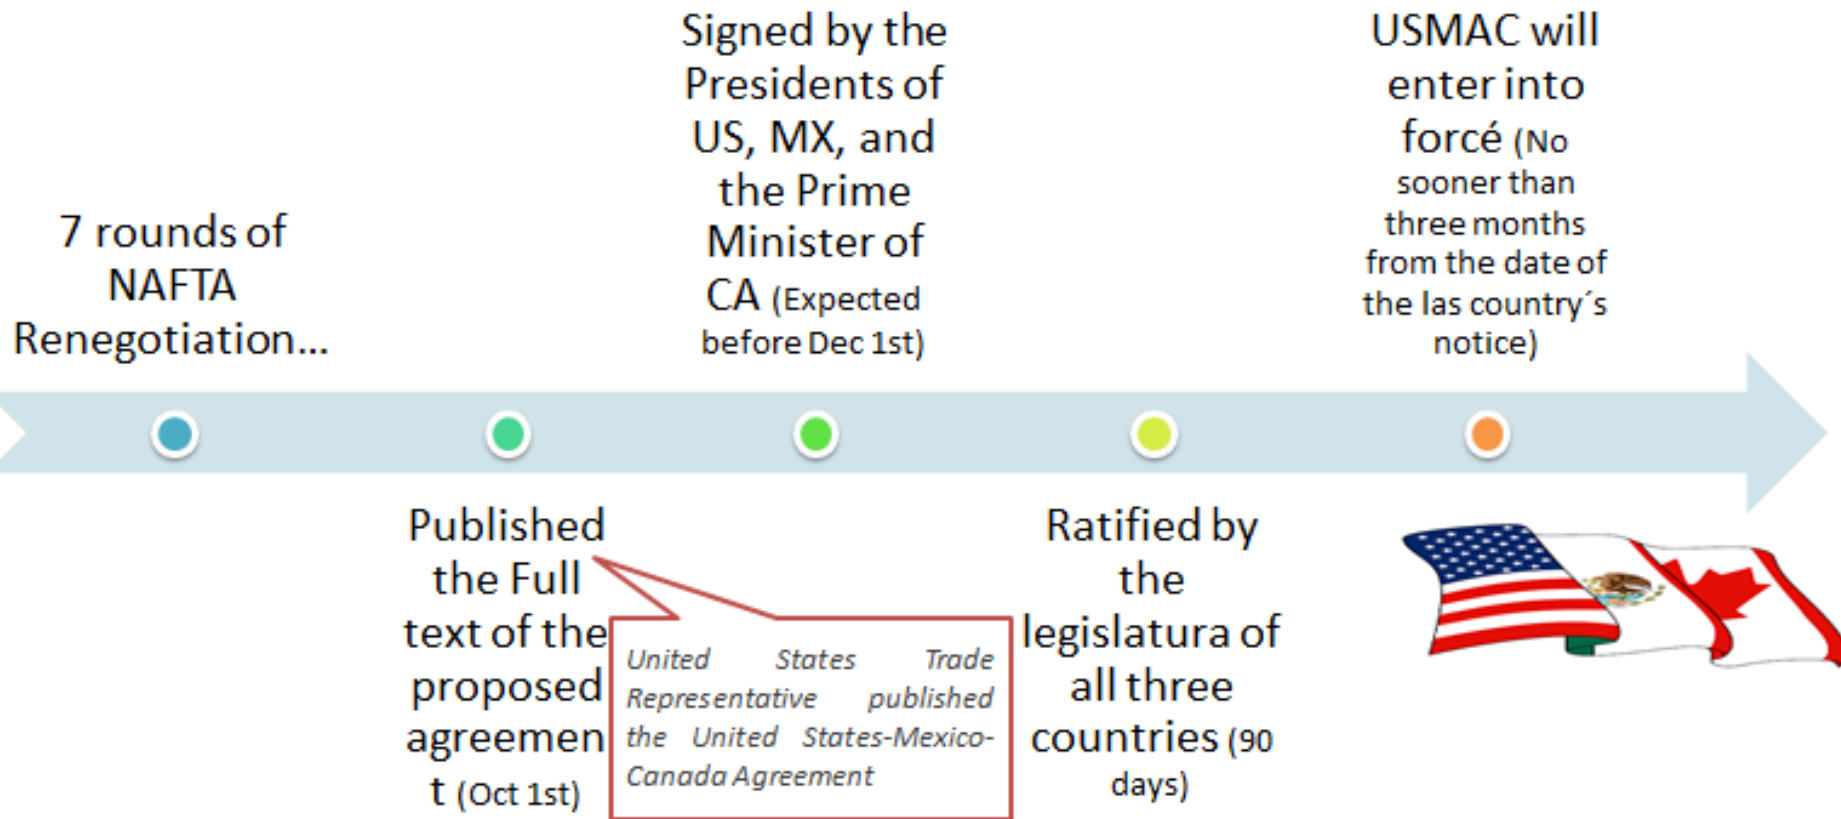 7 rounds of
NAFTA
Renegotiation...
Published
the Full
text of the
proposed
agreemen
t (Oct 1st)
United States Trade
Representative published
the United States-Mexico-
Canada Agreement
Signed by the
Presidents of
US, MX, and
the Prime
Minister of
CA (Expected
before Dec 1st)
Ratified by
the
legislatura of
all three
countries (90
days)
USMAC will
enter into
forcé (No
sooner than
three months
from the date of
the las country´s
notice)